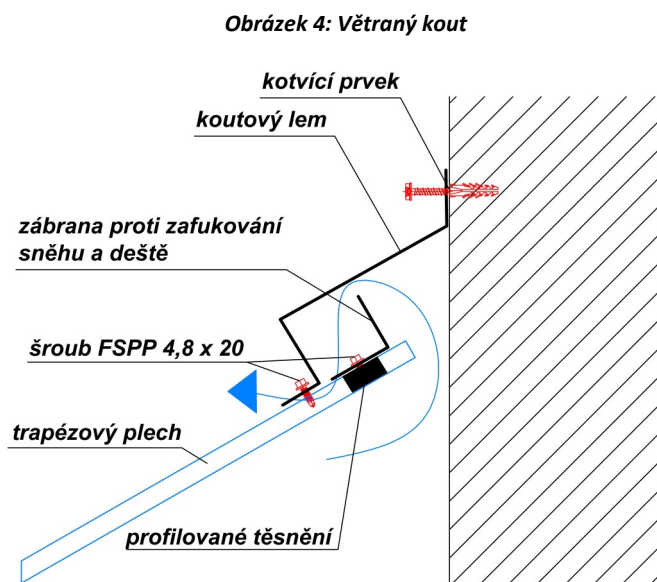 Obrázek 4: Větraný kout
kotvící prvek
koutový lem
zábrana proti zafukování
sněhu a deště
šroub FSPP 4,8 x 20
trapézový plech
profilované těsnění